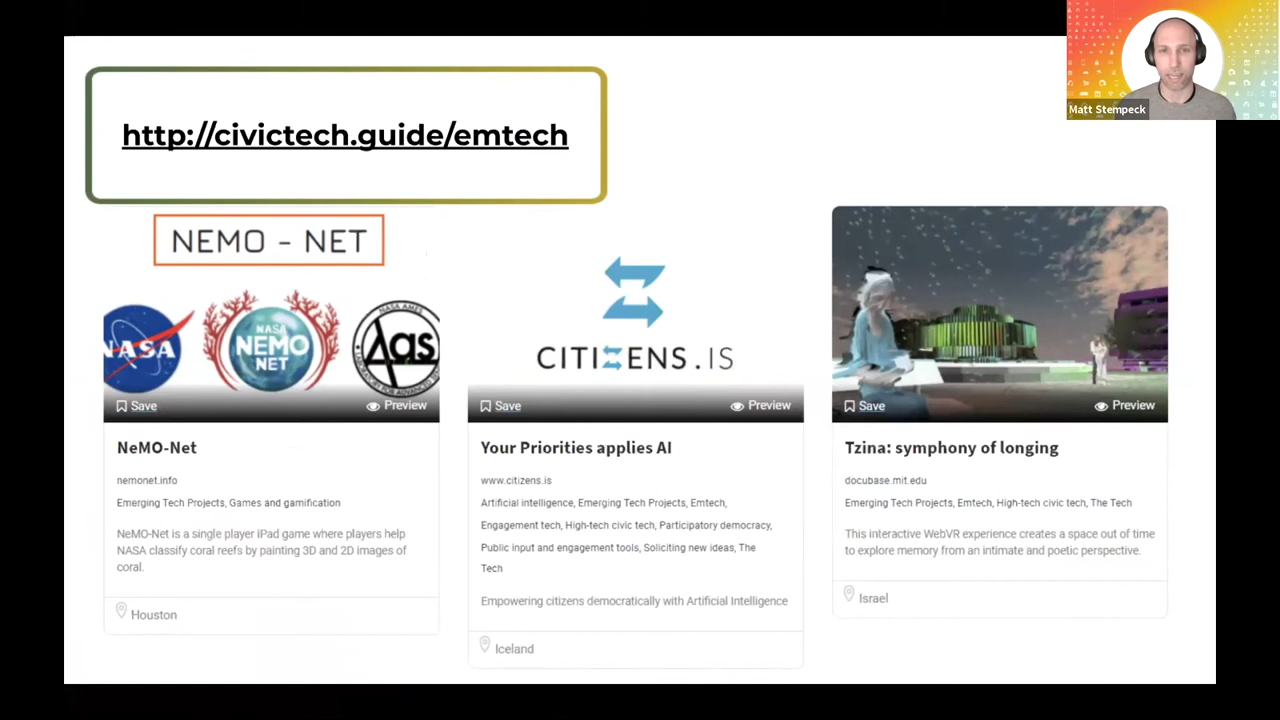 http://civictech.guide/emtech
Matt Stempeck
NEMO - NET
NASA
NASA
NEMO
NET
NASA AMES
CITIZENS.IS
Save
Preview
Save
Preview
Save
Preview
NeMO-Net
nemonet.info
Emerging Tech Projects, Games and gamification
NeMO-Net is a single player iPad game where players help
NASA classify coral reefs by painting 3D and 2D images of
coral.
Houston
Your Priorities applies AI
www.citizens.is
Artificial intelligence, Emerging Tech Projects, Emtech,
Engagement tech, High-tech civic tech, Participatory democracy,
Public input and engagement tools, Soliciting new ideas, The
Tech
Empowering citizens democratically with Artificial Intelligence
Iceland
Tzina: symphony of longing
docubase.mit.edu
Emerging Tech Projects, Emtech, High-tech civic tech, The Tech
This interactive WebVR experience creates a space out of time
to explore memory from an intimate and poetic perspective.
Israel